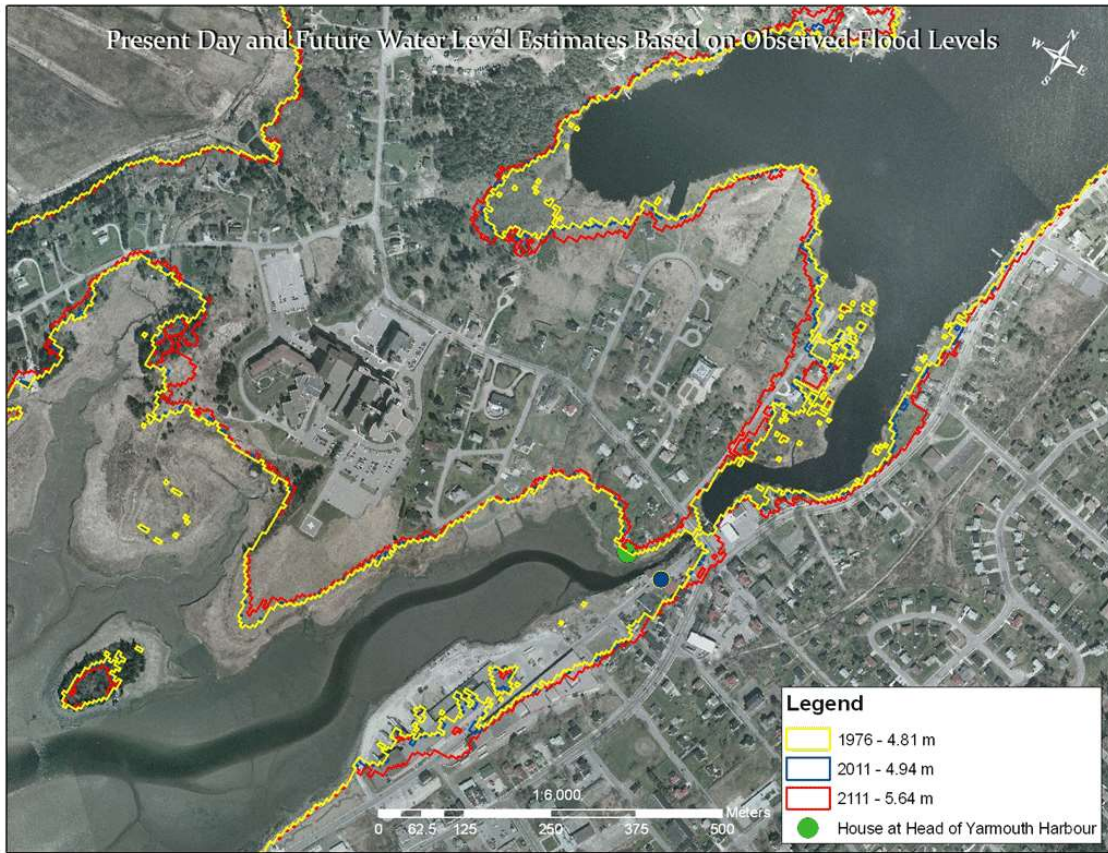 Present Day and Future Water Level Estimates Based on Observed Flood Levels
N
W
E
S
Legend
1976 - 4.81 m
2011 - 4.94 m
2111 - 5.64 m
House at Head of Yarmouth Harbour
1:6,000
Meters
0 62.5 125 250 375 500